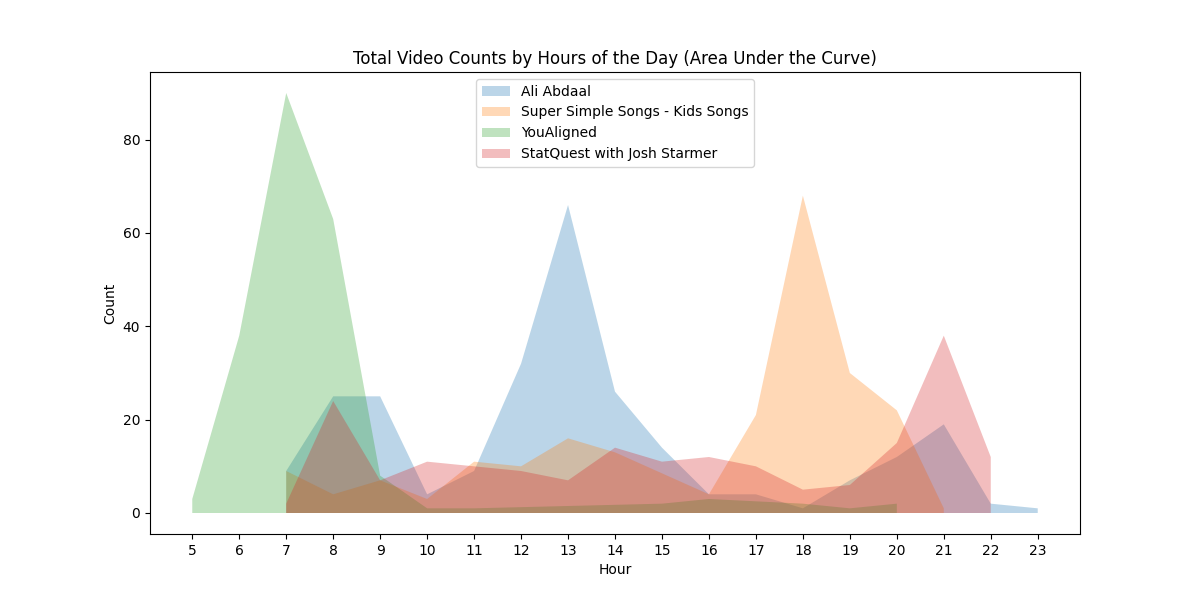 Total Video Counts by Hours of the Day (Area Under the Curve)
Ali Abdaal
Super Simple Songs - Kids Songs
YouAligned
StatQuest with Josh Starmer
Count
80
60
40
20
0
5 6 7 8 9 10 11 12 13 14 15 16 17 18 19 20 21 22 23
Hour